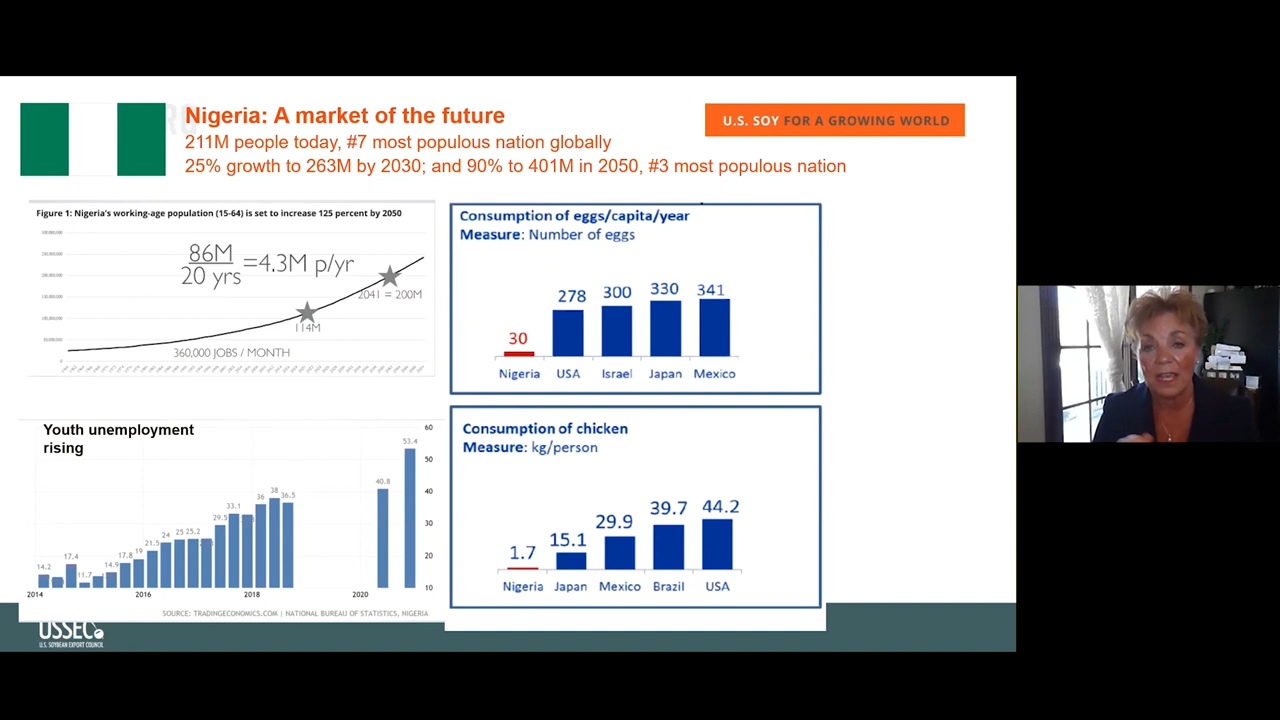 Nigeria: A market of the future
211M people today, #7 most populous nation globally
25% growth to 263M by 2030; and 90% to 401M in 2050, #3 most populous nation
U.S. SOY FOR A GROWING WORLD
Figure 1: Nigeria's working-age population (15-64) is set to increase 125 percent by 2050
86M
20 yrs
=4.3M p/yr
2041 = 200M
114M
360,000 JOBS / MONTH
Consumption of eggs/capita/year
Measure: Number of eggs
30 278 300 330 341
Nigeria USA Israel Japan Mexico
Youth unemployment
rising
60
50
40
30
20
10
14.2 17.4 11.7 14.9 17.8 19 21.5 24 25 25.2 29.5 33.1 36 38 36.5 40.8 53.4
2014 2016 2018 2020
SOURCE: TRADINGECONOMICS.COM | NATIONAL BUREAU OF STATISTICS, NIGERIA
Consumption of chicken
Measure: kg/person
1.7 15.1 29.9 39.7 44.2
Nigeria Japan Mexico Brazil USA
USSEC
U.S. SOYBEAN EXPORT COUNCIL